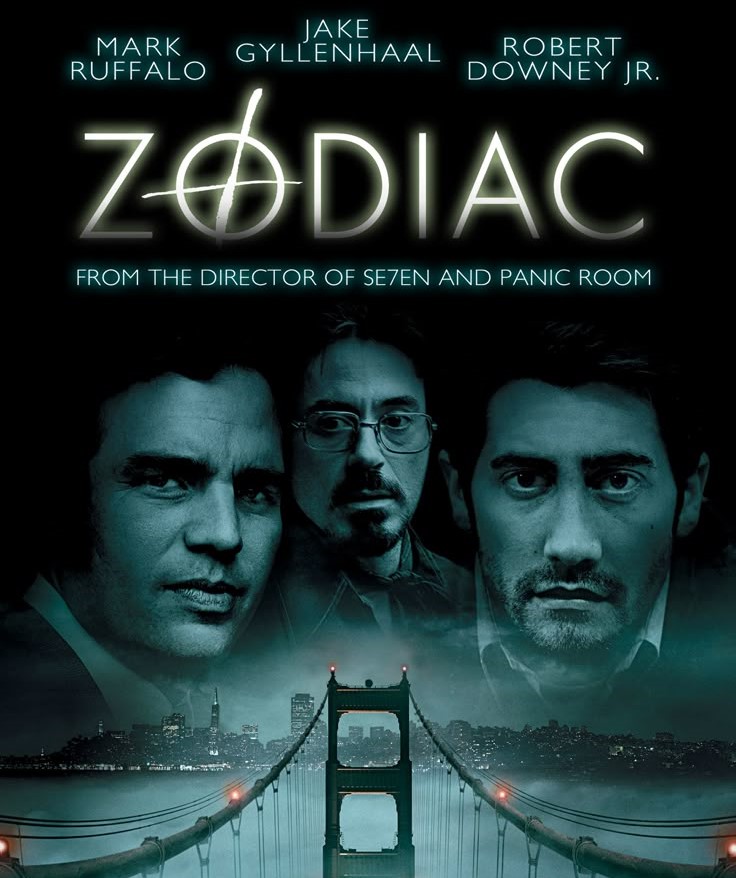 MARK RUFFALO
JAKE GYLLENHAAL
ROBERT DOWNEY JR.
ZODIAC
FROM THE DIRECTOR OF SE7EN AND PANIC ROOM